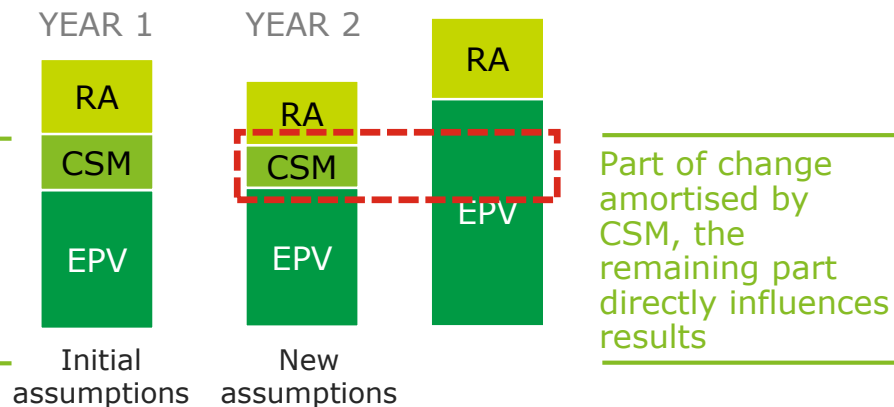 YEAR 1
YEAR 2
RA
CSM
EPV
Initial
assumptions
RA
CSM
EPV
New
assumptions
RA
EPV
Part of change
amortised by
CSM, the
remaining part
directly influences
results